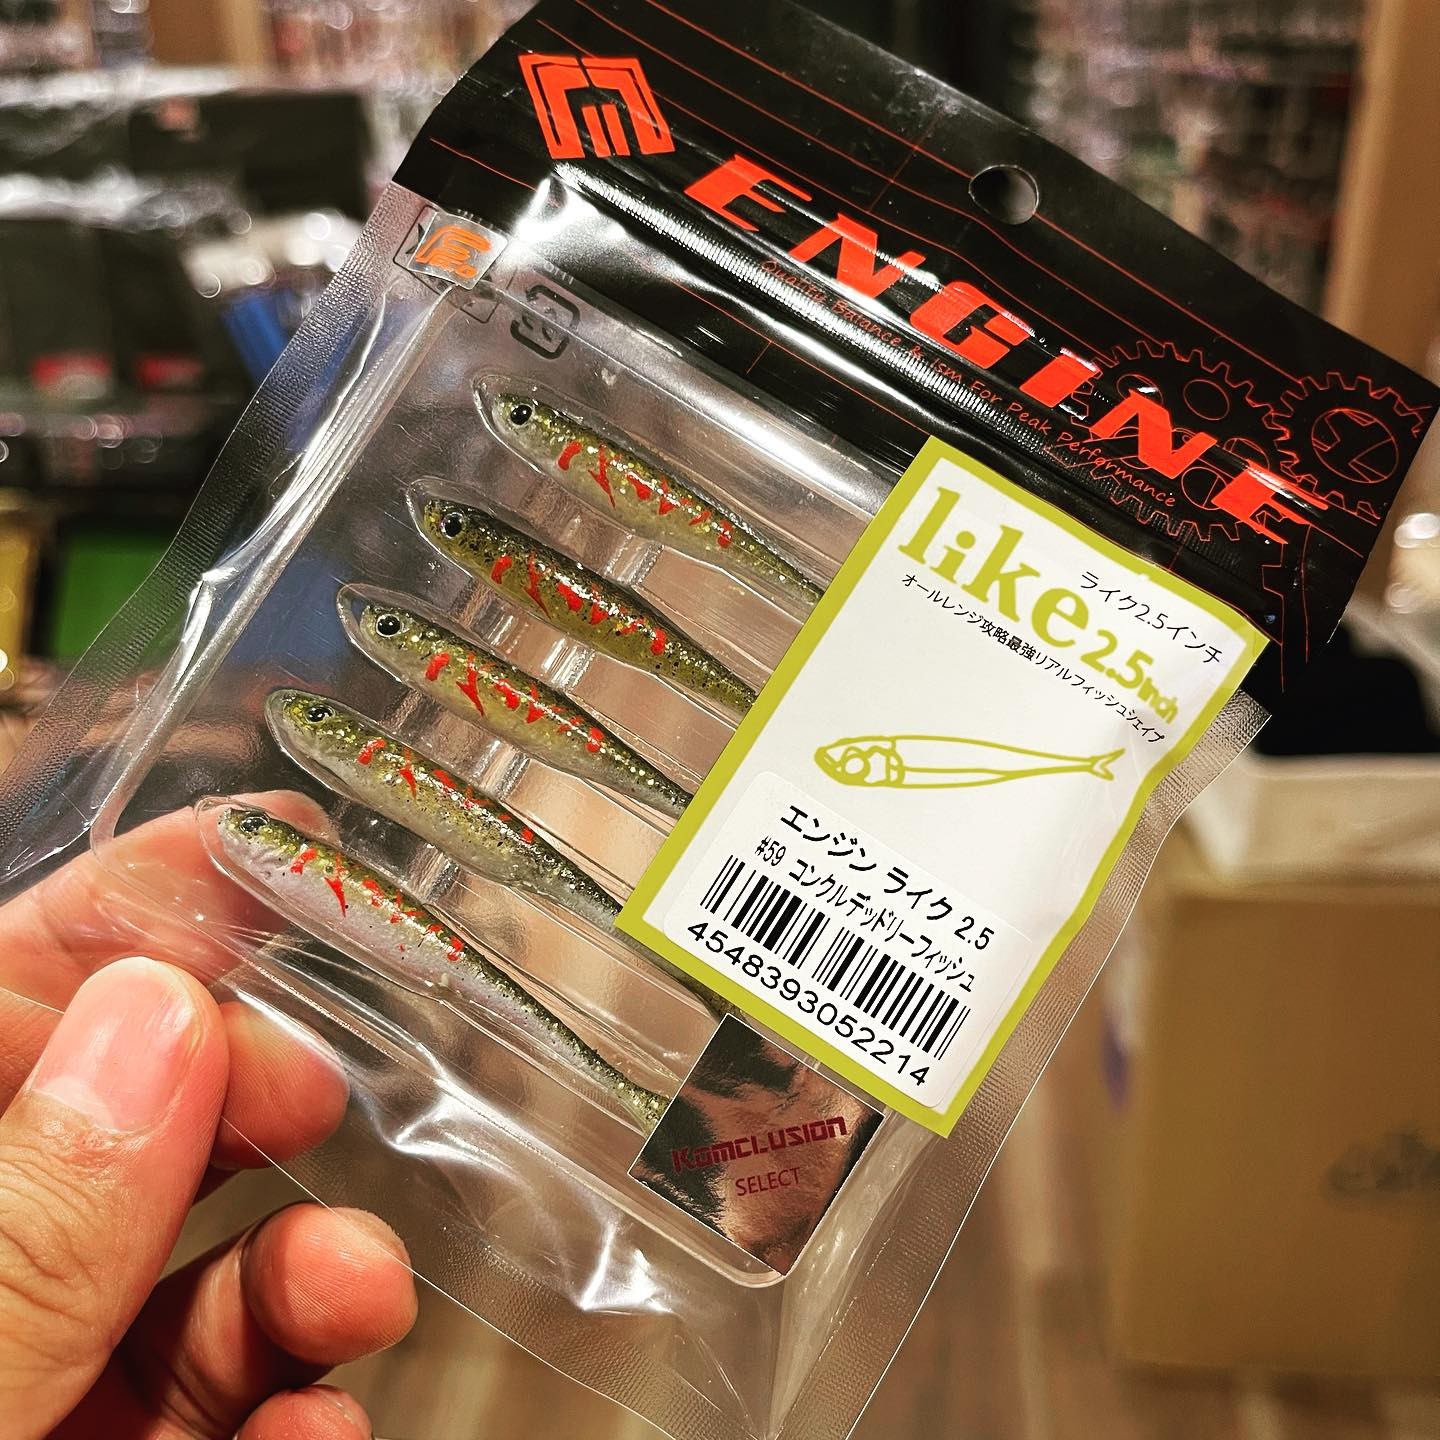 ENGINE
Quality Balance & ism For Peak Performance
like 2.5inch
ライク2.5インチ
オールレンジ攻略最強リアルフィッシュシェイプ
エンジン ライク 2.5
#59 コンクルデッドリーフィッシュ
4548393052214
KomCLUSION
SELECT